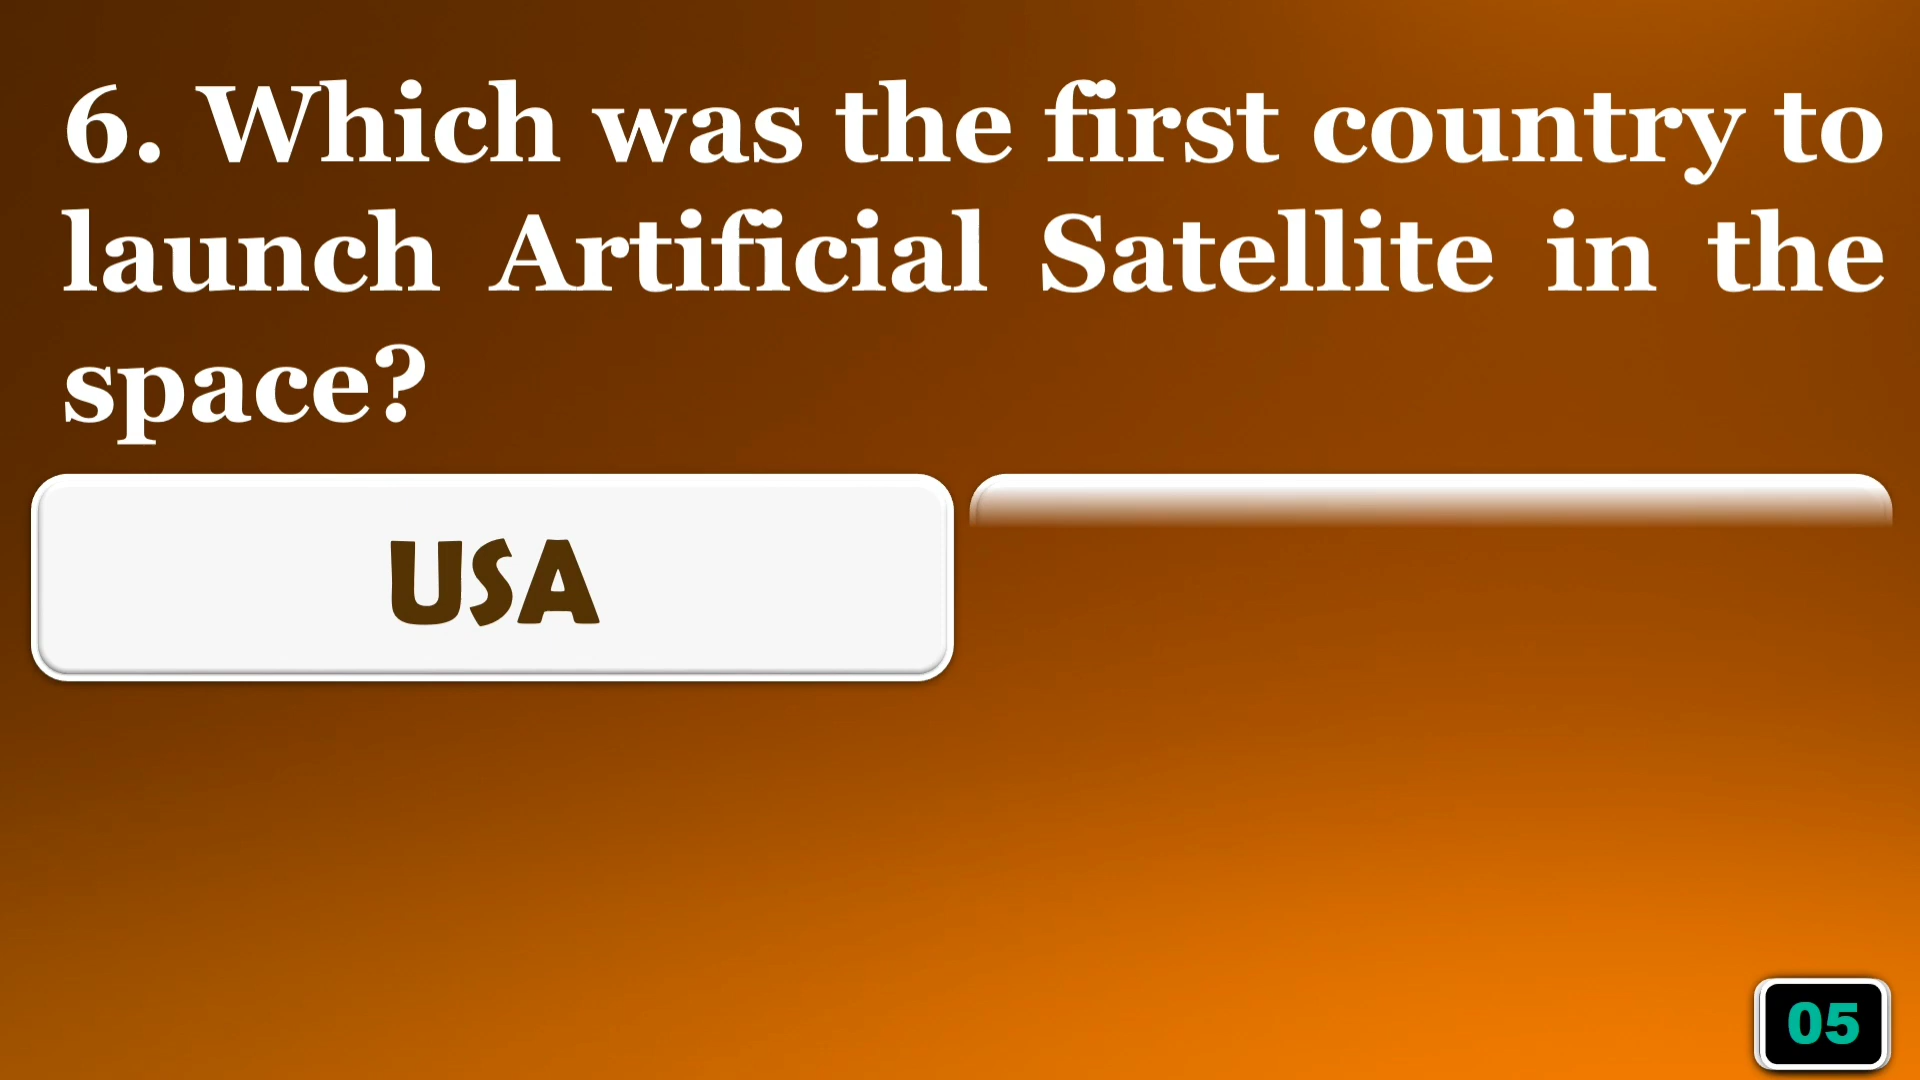 6. Which was the first country to
launch Artificial Satellite in the
space?
USA
05